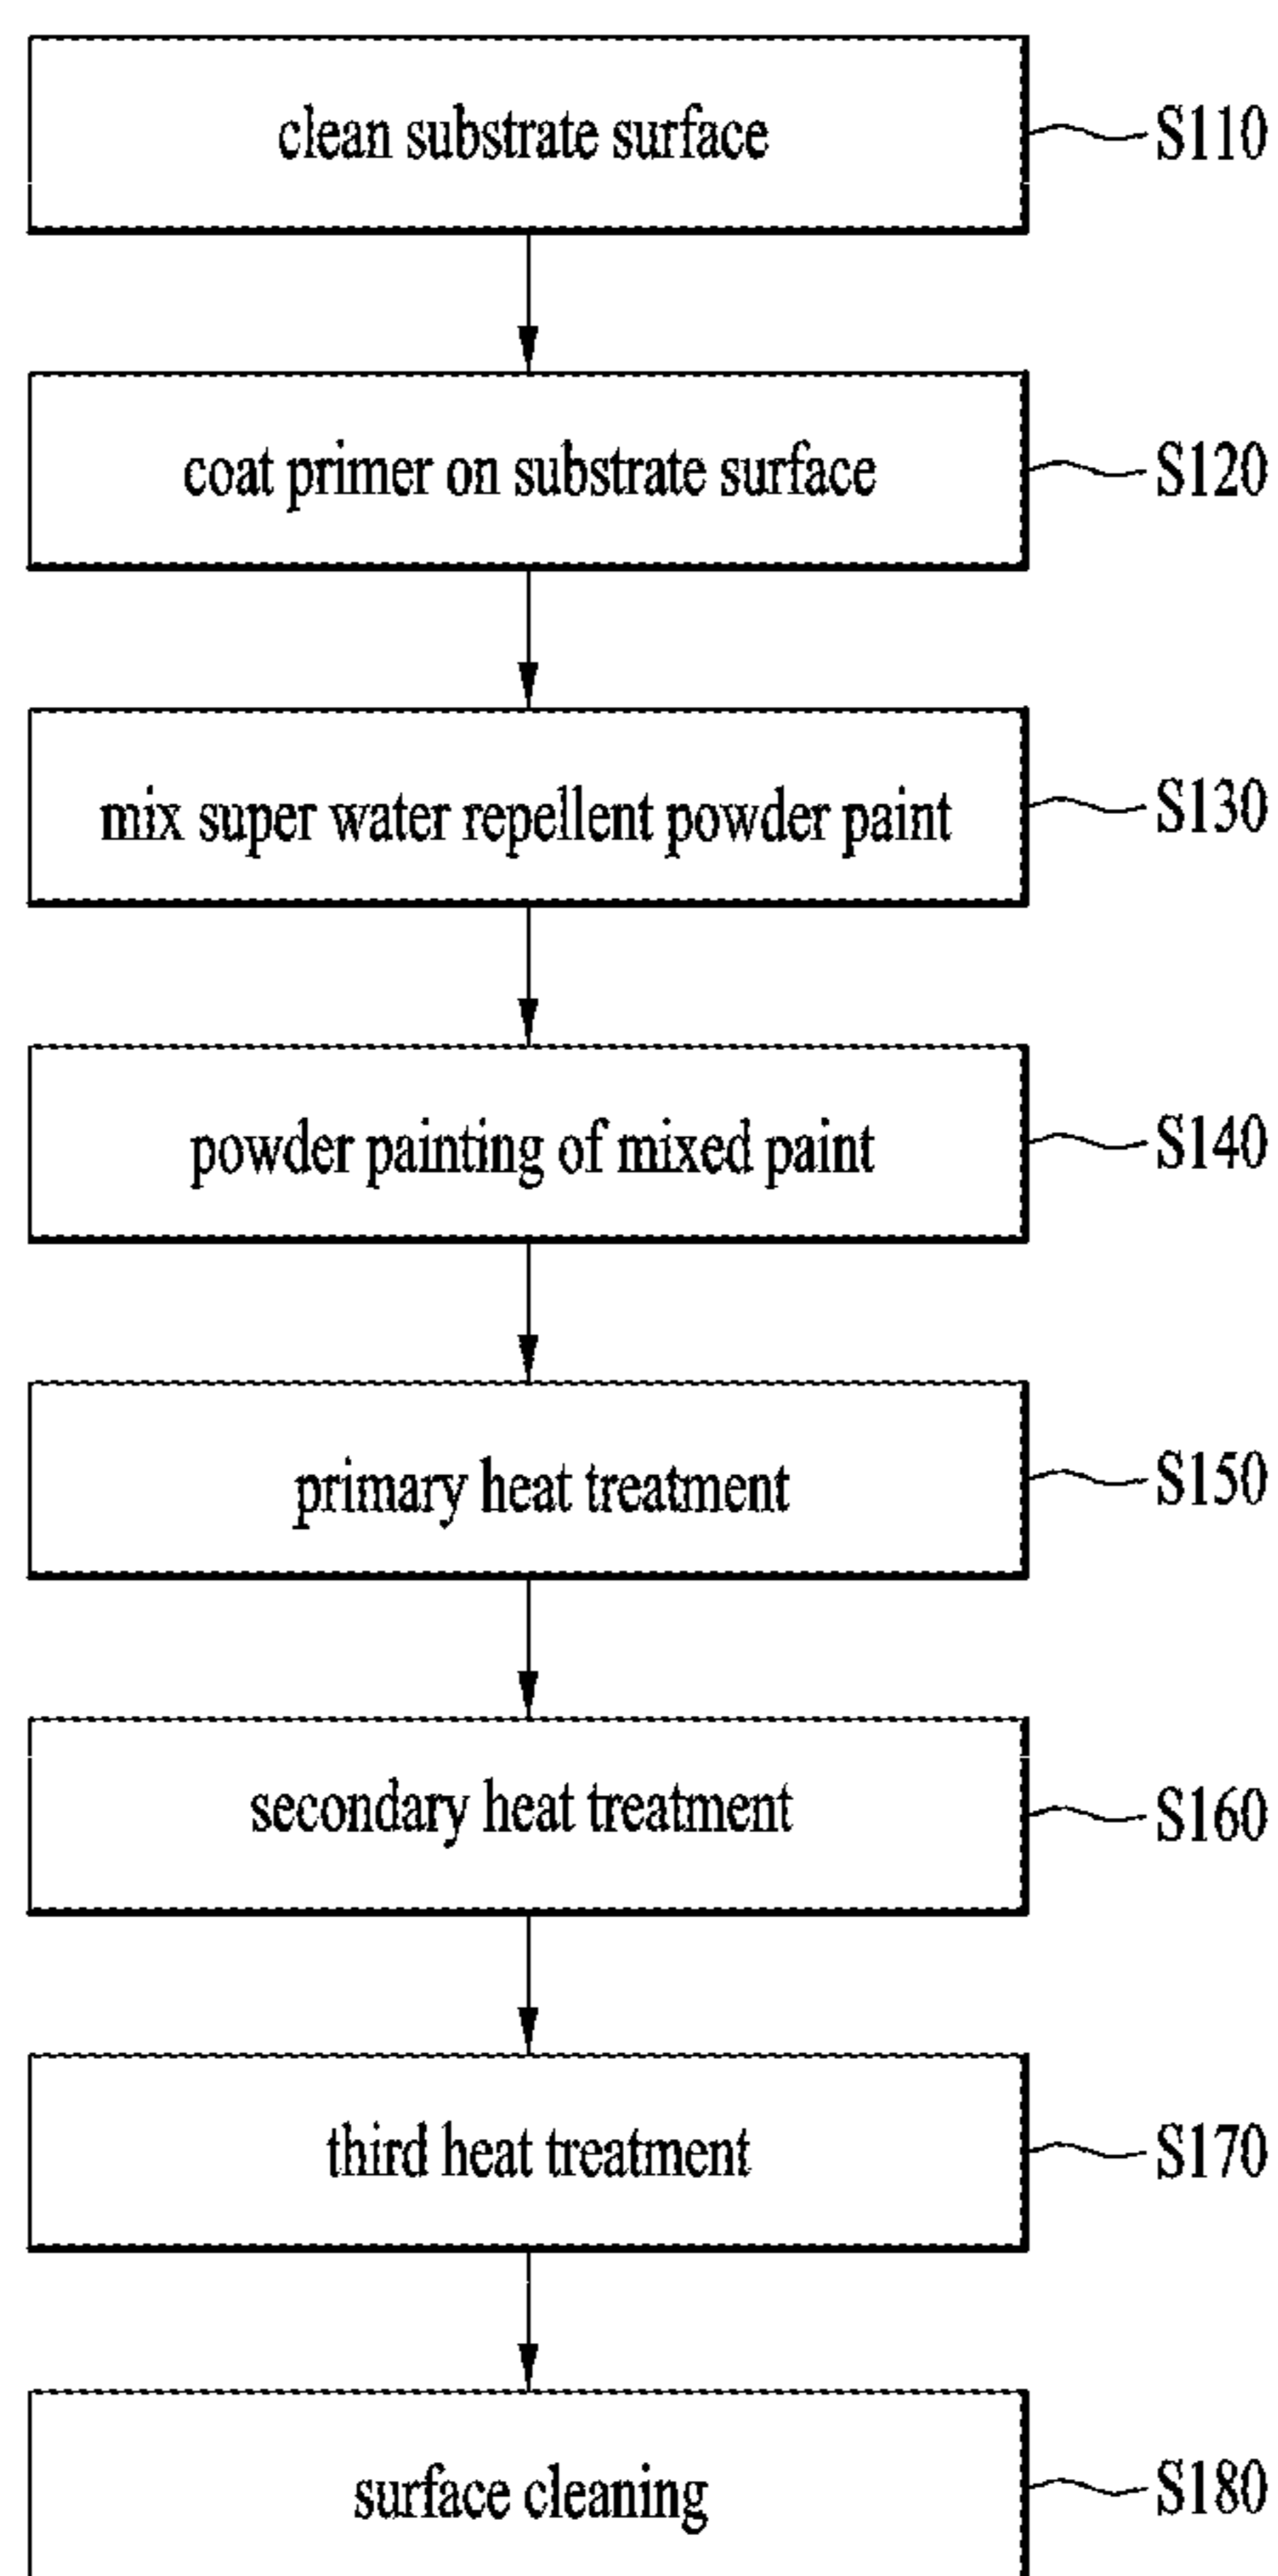 clean substrate surface
S110
coat primer on substrate surface
S120
mix super water repellent powder paint
S130
powder painting of mixed paint
S140
primary heat treatment
S150
secondary heat treatment
S160
third heat treatment
S170
surface cleaning
S180